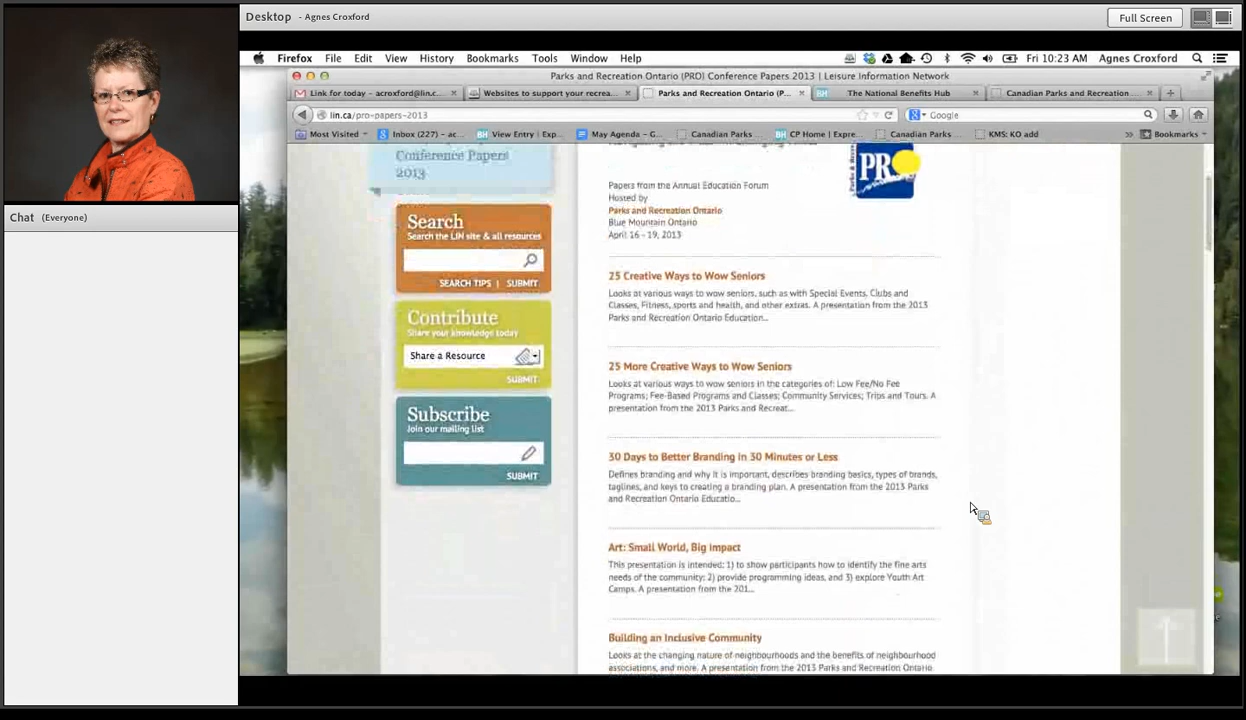 Desktop - Agnes Croxford
Full Screen
Firefox File Edit View History Bookmarks Tools Window Help
Fri 10:23 AM Agnes Croxford
Parks and Recreation Ontario (PRO) Conference Papers 2013 | Leisure Information Network
Link for today - acroxford@lin.c...
Websites to support your recrea...
Parks and Recreation Ontario (P...
The National Benefits Hub
Canadian Parks and Recreation ...
lin.ca/pro-papers-2013
Google
Most Visited
Inbox (227) - ac...
View Entry | Exp...
May Agenda - G...
Canadian Parks ...
CP Home | Expre...
Canadian Parks ...
KMS: KO add
Bookmarks
Chat (Everyone)
Conference Papers
2013
Search
Search the LIN site & all resources
SEARCH TIPS | SUBMIT
Contribute
Share your knowledge today
Share a Resource
SUBMIT
Subscribe
Join our mailing list
SUBMIT
PRO
Papers from the Annual Education Forum
Hosted by
Parks and Recreation Ontario
Blue Mountain Ontario
April 16 - 19, 2013
25 Creative Ways to Wow Seniors
Looks at various ways to wow seniors, such as with Special Events, Clubs and
Classes, Fitness, sports and health, and other extras. A presentation from the 2013
Parks and Recreation Ontario Education...
25 More Creative Ways to Wow Seniors
Looks at various ways to wow seniors in the categories of: Low Fee/No Fee
Programs; Fee-Based Programs and Classes; Community Services; Trips and Tours. A
presentation from the 2013 Parks and Recreat...
30 Days to Better Branding in 30 Minutes or Less
Defines branding and why it is important, describes branding basics, types of brands,
taglines, and keys to creating a branding plan. A presentation from the 2013 Parks
and Recreation Ontario Educatio...
Art: Small World, Big Impact
This presentation is intended: 1) to show participants how to identify the fine arts
needs of the community; 2) provide programming ideas, and 3) explore Youth Art
Camps. A presentation from the 201...
Building an Inclusive Community
Looks at the changing nature of neighbourhoods and the benefits of neighbourhood
associations, and more. A presentation from the 2013 Parks and Recreation Ontario